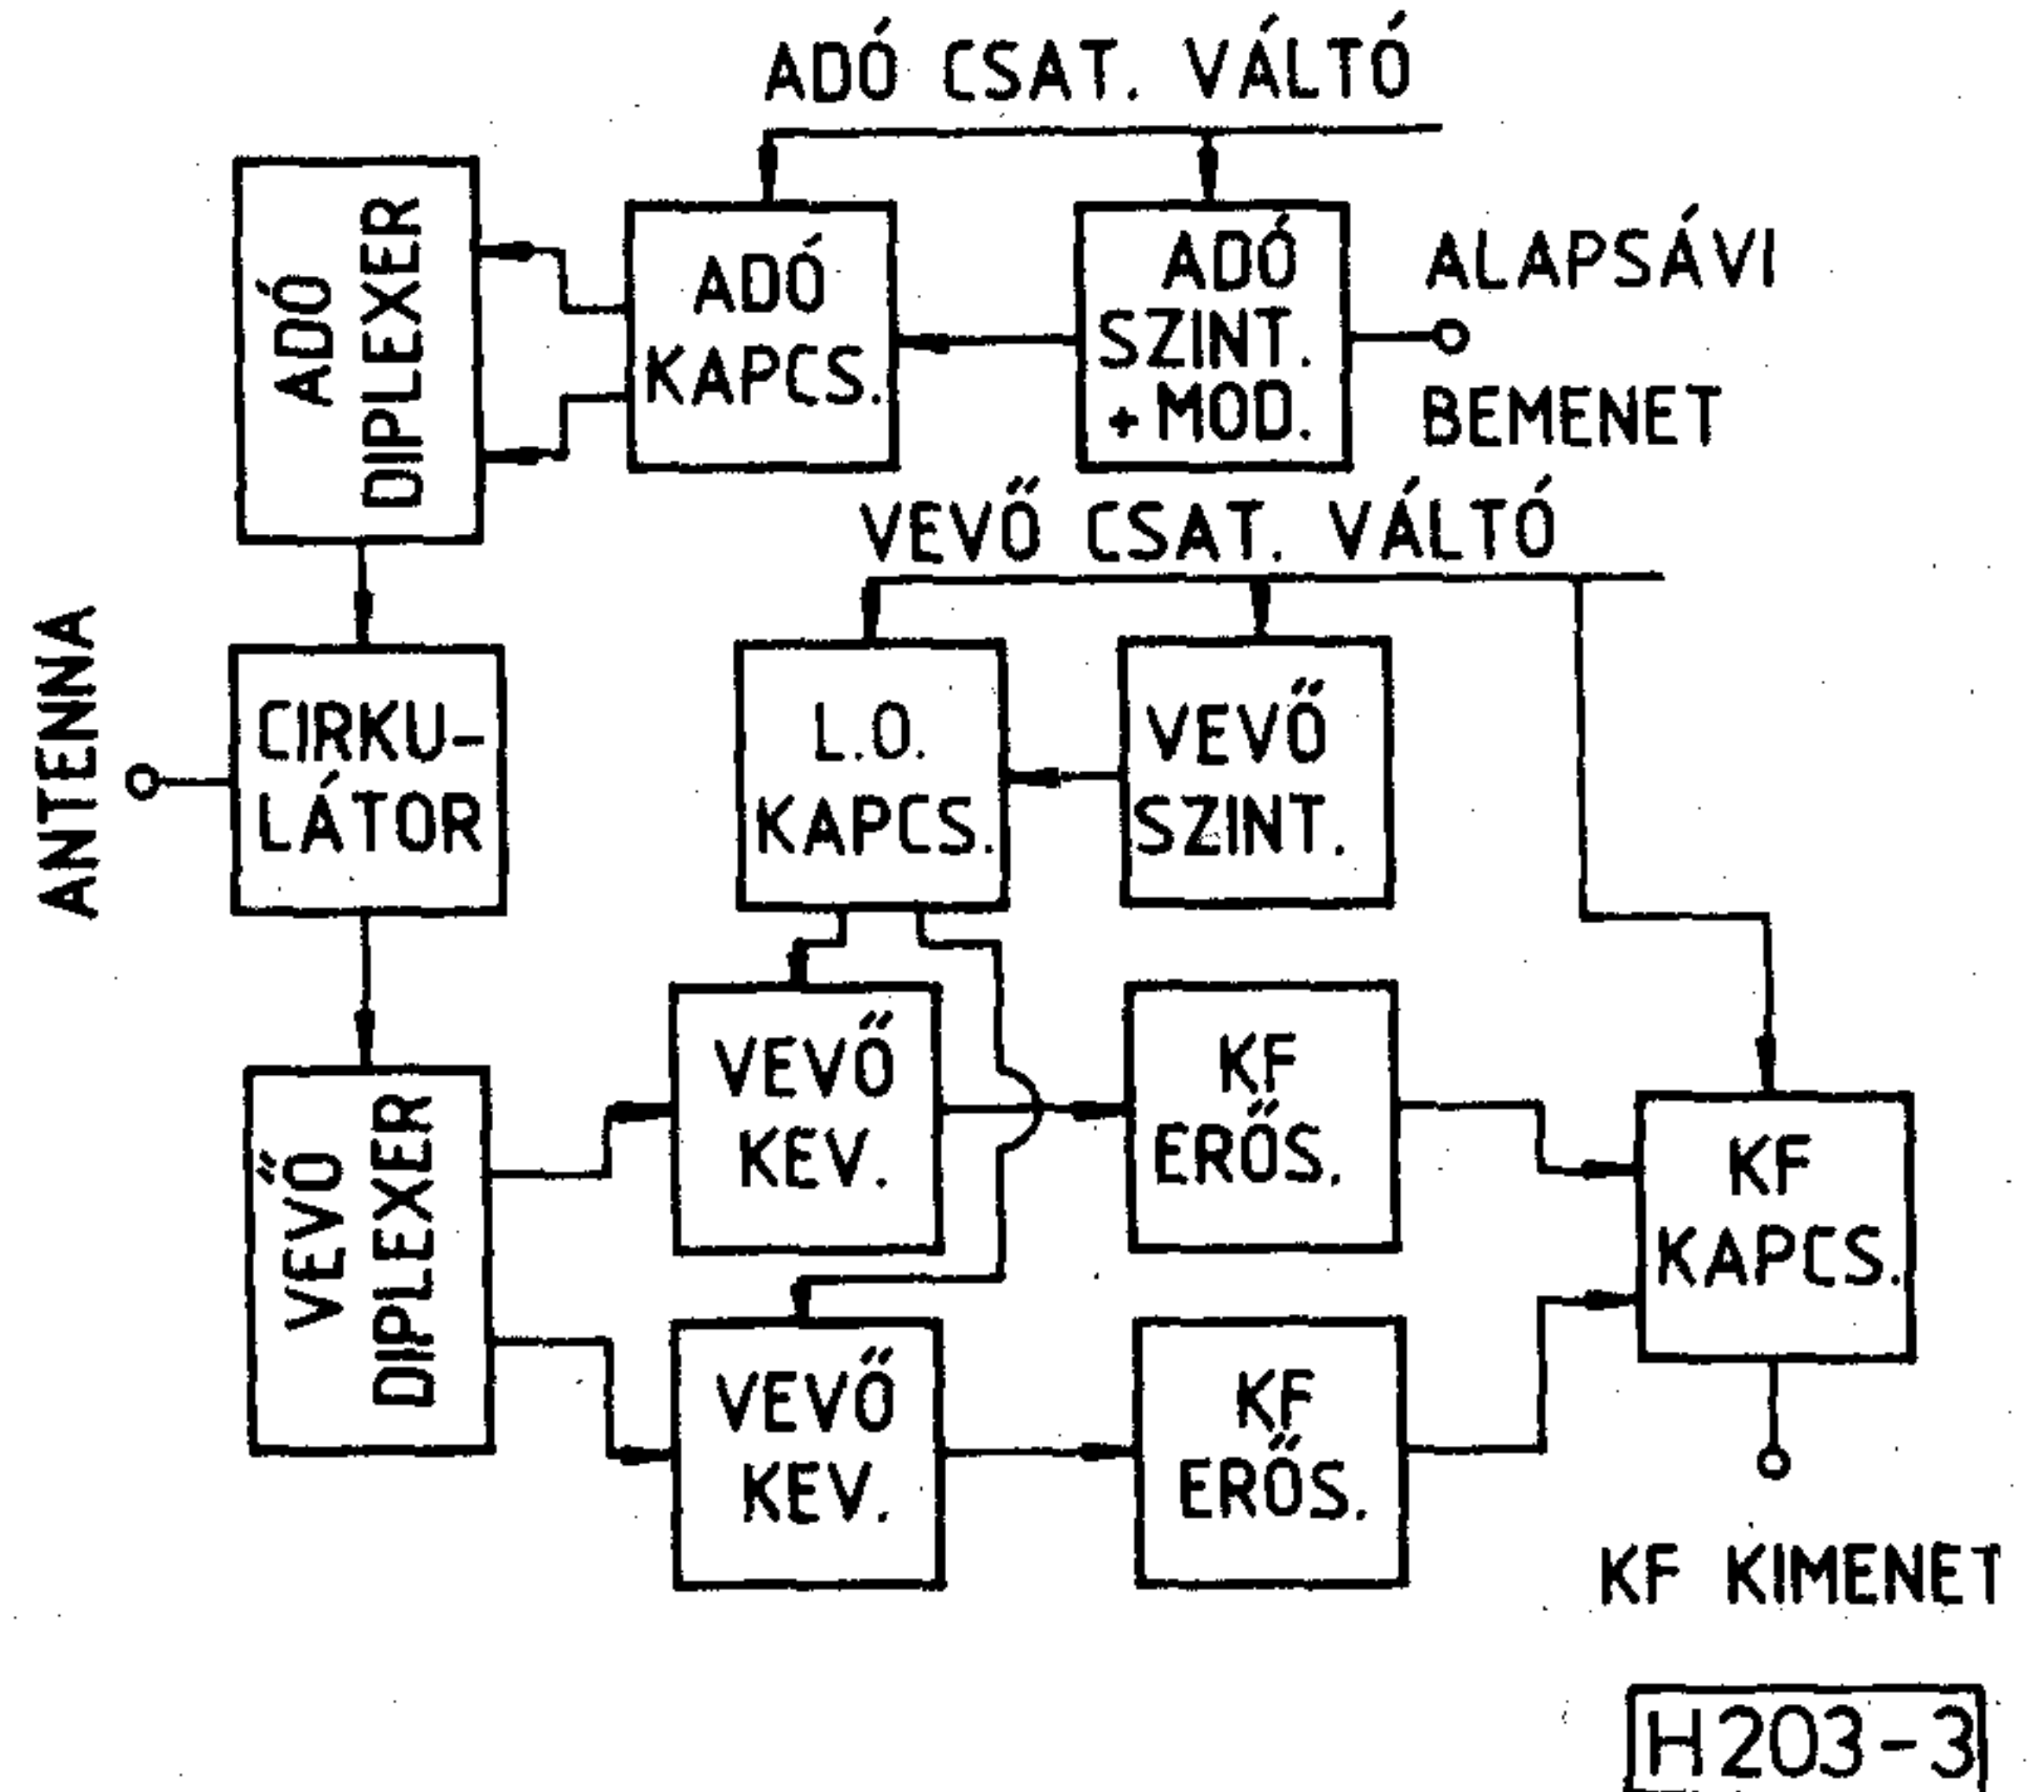 ADÓ CSAT. VÁLTÓ
ADÓ
DIPLEXER
ADÓ
KAPCS.
ADÓ
SZINT.
+ MOD.
ALAPSÁVI
BEMENET
VEVŐ CSAT. VÁLTÓ
ANTENNA
CIRKU-
LÁTOR
L.O.
KAPCS.
VEVŐ
SZINT.
VEVŐ
DIPLEXER
VEVŐ
KEV.
KF
ERŐS.
KF
KAPCS.
VEVŐ
KEV.
KF
ERŐS.
KF KIMENET
H203-3